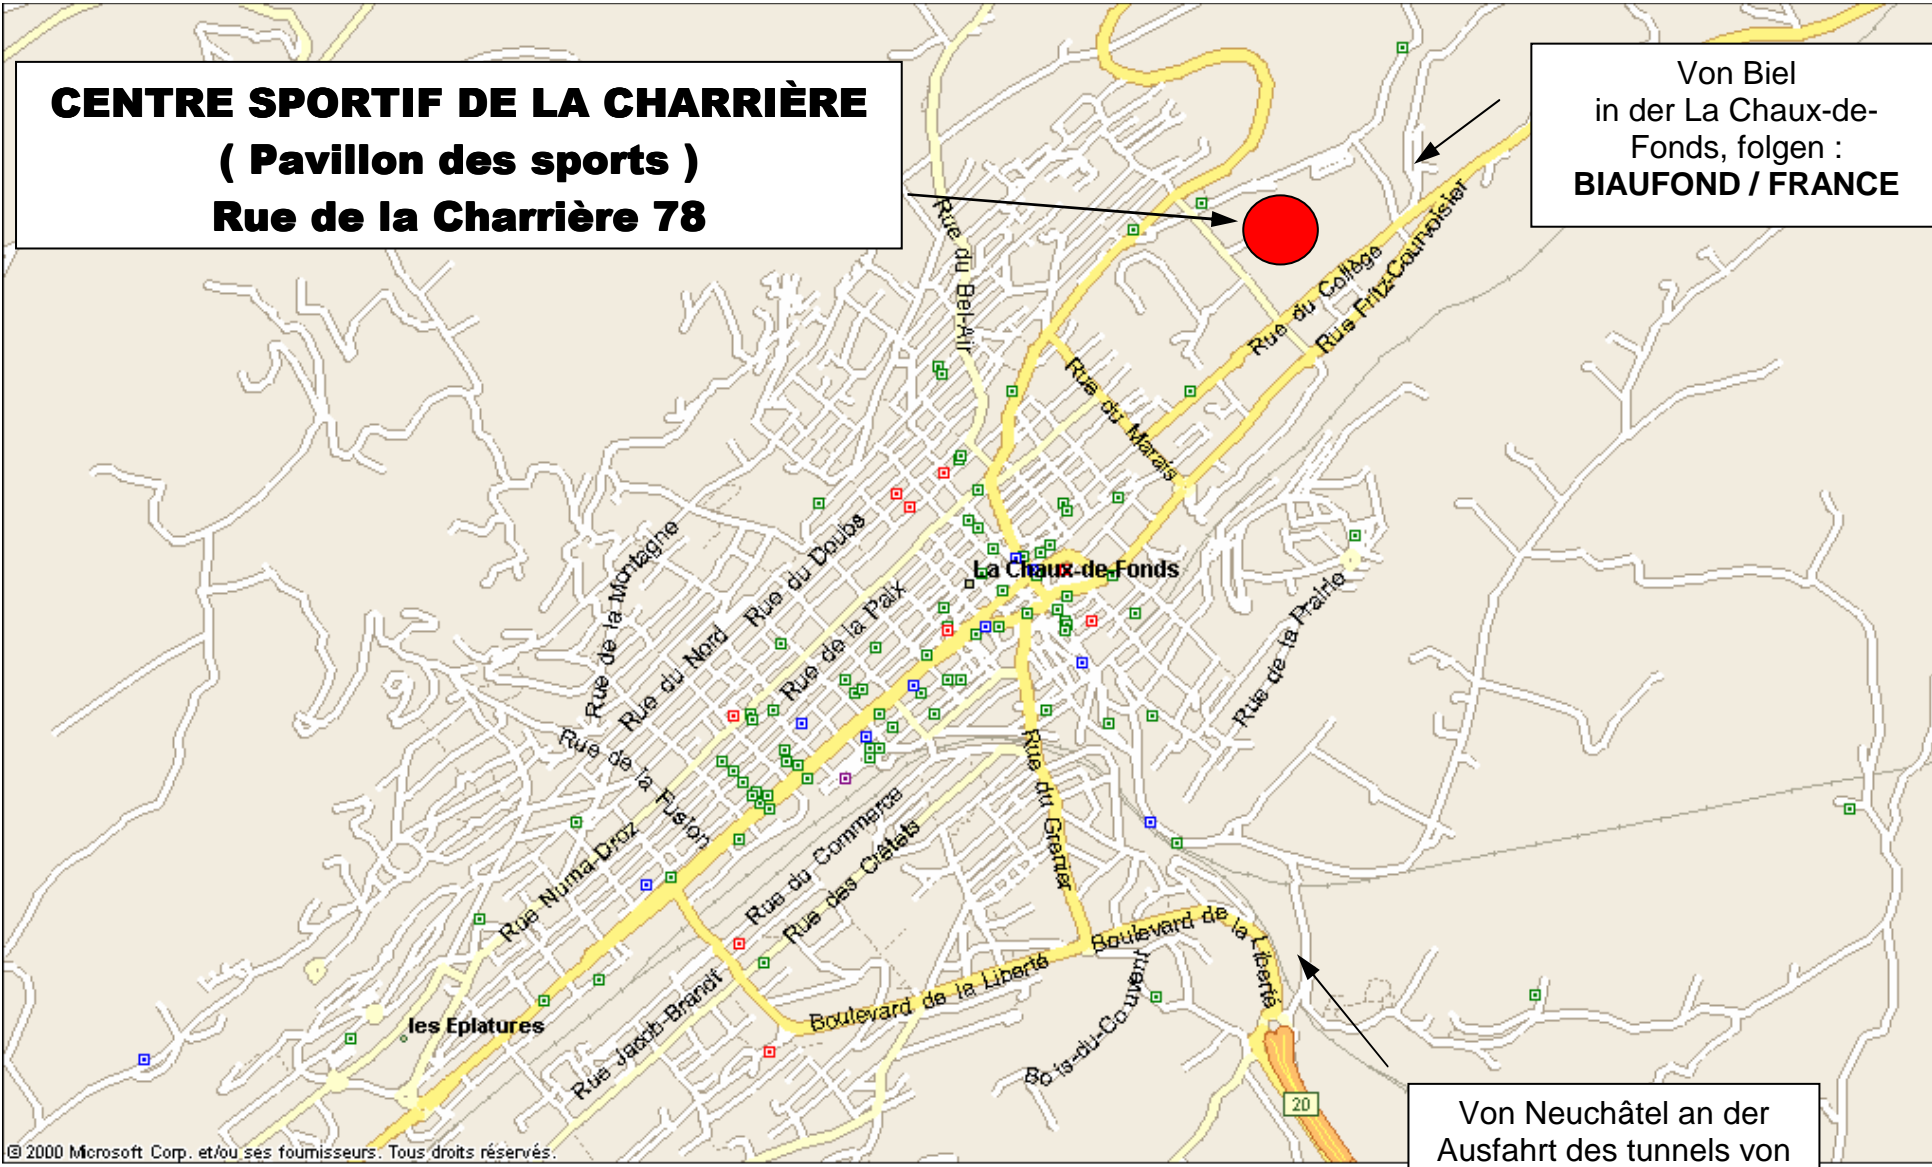 CENTRE SPORTIF DE LA CHARRIÈRE
( Pavillon des sports )
Rue de la Charrière 78
Von Biel
in der La Chaux-de-
Fonds, folgen :
BIAUFOND / FRANCE
Rue du Bel-Air
Rue du Collège
Rue Fritz-Courvoisier
Rue du Marais
La Chaux-de-Fonds
Rue de la Montagne
Rue du Doubs
Rue du Nord
Rue de la Paix
Rue de la Prairie
Rue de la Fusion
Rue Numa-Droz
Rue du Commerce
Rue des Crêtets
Rue du Grenier
Boulevard de la Liberté
Boulevard de la Liberté
Rue Jacob-Brandt
les Eplatures
Bois-du-Couvent
20
Von Neuchâtel an der
Ausfahrt des tunnels von
© 2000 Microsoft Corp. et/ou ses fournisseurs. Tous droits réservés.